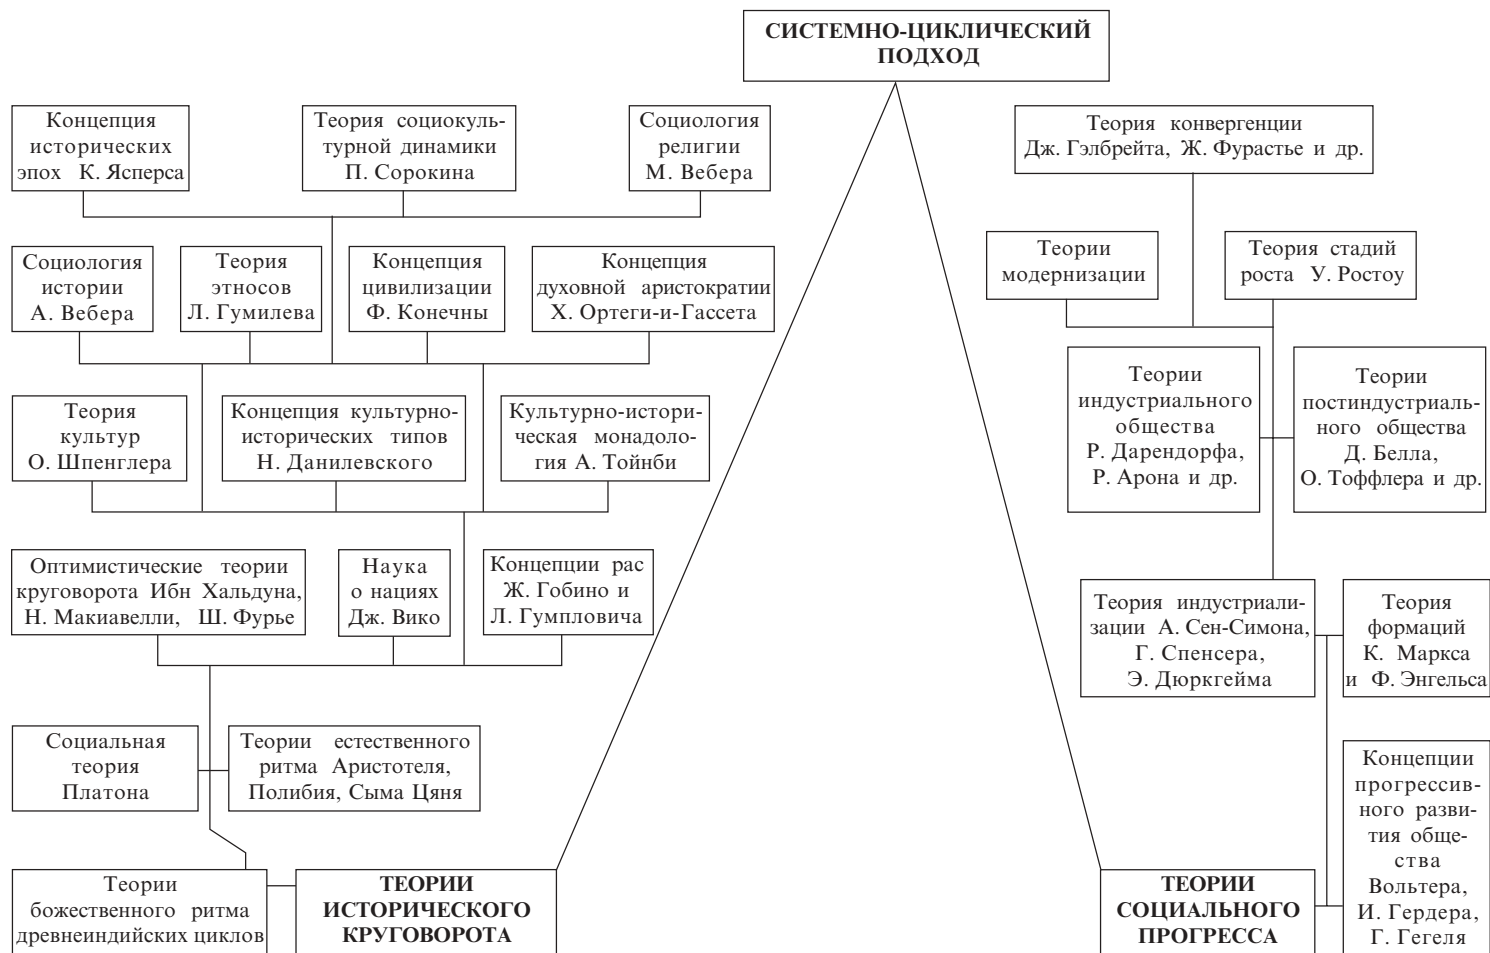 СИСТЕМНО-ЦИКЛИЧЕСКИЙ
ПОДХОД
Концепция
исторических
эпох К. Ясперса
Теория социокуль-
турной динамики
П. Сорокина
Социология
религии
М. Вебера
Теория конвергенции
Дж. Гэлбрейта, Ж. Фурастье и др.
Социология
истории
А. Вебера
Теория
этносов
Л. Гумилева
Концепция
цивилизации
Ф. Конечны
Концепция
духовной аристократии
Х. Ортеги-и-Гассета
Теории
модернизации
Теория стадий
роста У. Ростоу
Теория
культур
О. Шпенглера
Концепция культурно-
исторических типов
Н. Данилевского
Культурно-истори-
ческая монадоло-
гия А. Тойнби
Теории
индустриального
общества
Р. Дарендорфа,
Р. Арона и др.
Теории
постиндустриаль-
ного общества
Д. Белла,
О. Тоффлера и др.
Оптимистические теории
круговорота Ибн Хальдуна,
Н. Макиавелли, Ш. Фурье
Наука
о нациях
Дж. Вико
Концепции рас
Ж. Гобино и
Л. Гумпловича
Теория индустриали-
зации А. Сен-Симона,
Г. Спенсера,
Э. Дюркгейма
Теория
формаций
К. Маркса
и Ф. Энгельса
Социальная
теория
Платона
Теории естественного
ритма Аристотеля,
Полибия, Сыма Цяня
Концепции
прогрессив-
ного разви-
тия обще-
ства
Вольтера,
И. Гердера,
Г. Гегеля
Теории
божественного ритма
древнеиндийских циклов
ТЕОРИИ
ИСТОРИЧЕСКОГО
КРУГОВОРОТА
ТЕОРИИ
СОЦИАЛЬНОГО
ПРОГРЕССА